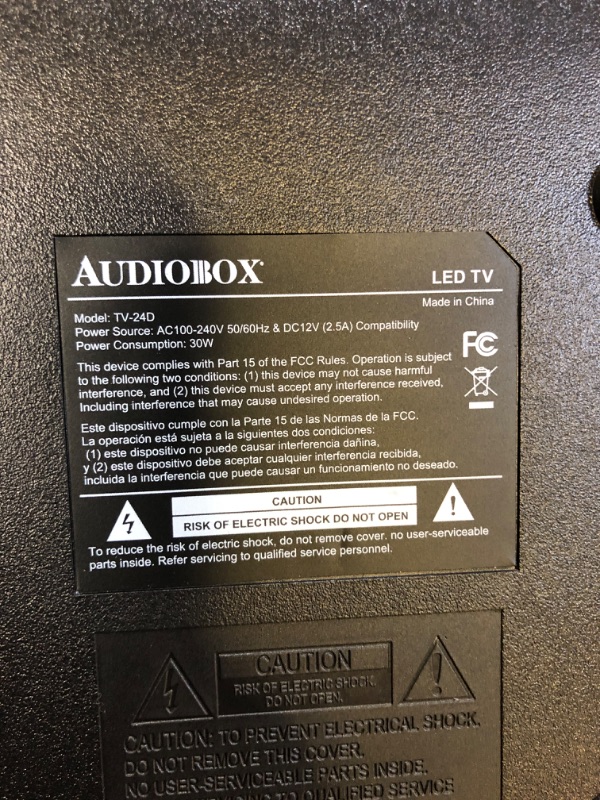 AUDIOBOX
LED TV
Made in China
Model: TV-24D
Power Source: AC100-240V 50/60Hz & DC12V (2.5A) Compatibility
Power Consumption: 30W
FC
This device complies with Part 15 of the FCC Rules. Operation is subject
to the following two conditions: (1) this device may not cause harmful
interference, and (2) this device must accept any interference received,
Including interference that may cause undesired operation.
Este dispositivo cumple con la Parte 15 de las Normas de la FCC.
La operación está sujeta a la siguientes dos condiciones:
(1) este dispositivo no puede causar interferencia dañina,
y (2) este dispositivo debe aceptar cualquier interferencia recibida,
incluida la interferencia que puede causar un funcionamiento no deseado.
CAUTION
RISK OF ELECTRIC SHOCK DO NOT OPEN
To reduce the risk of electric shock, do not remove cover. no user-serviceable
parts inside. Refer servicing to qualified service personnel.
CAUTION
RISK OF ELECTRIC SHOCK.
DO NOT OPEN.
CAUTION: TO PREVENT ELECTRICAL SHOCK,
DO NOT REMOVE THIS COVER.
NO USER-SERVICEABLE PARTS INSIDE.
TO QUALIFIED SERVICE